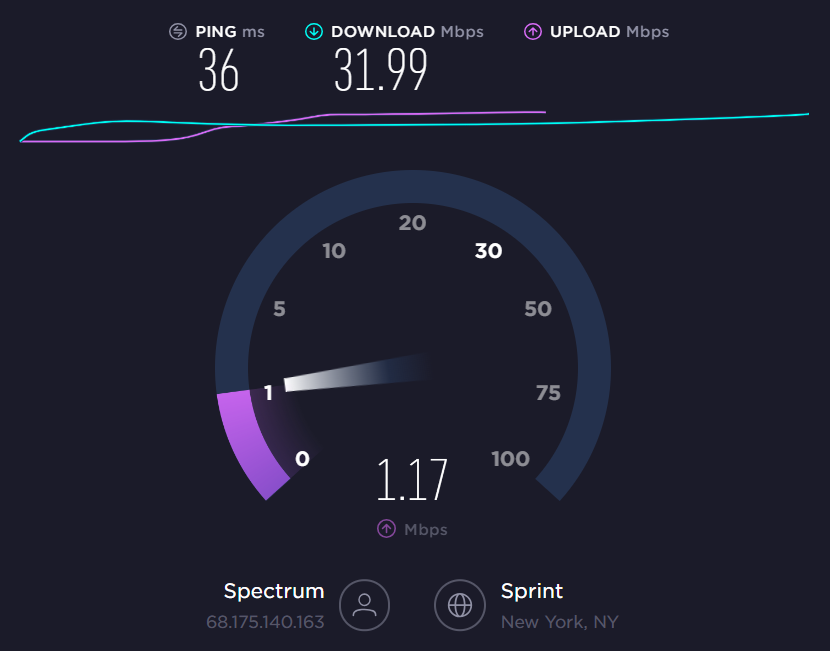 PING ms
36
DOWNLOAD Mbps
31.99
UPLOAD Mbps
0
1
5
10
20
30
50
75
100
1.17
Mbps
Spectrum
68.175.140.163
Sprint
New York, NY